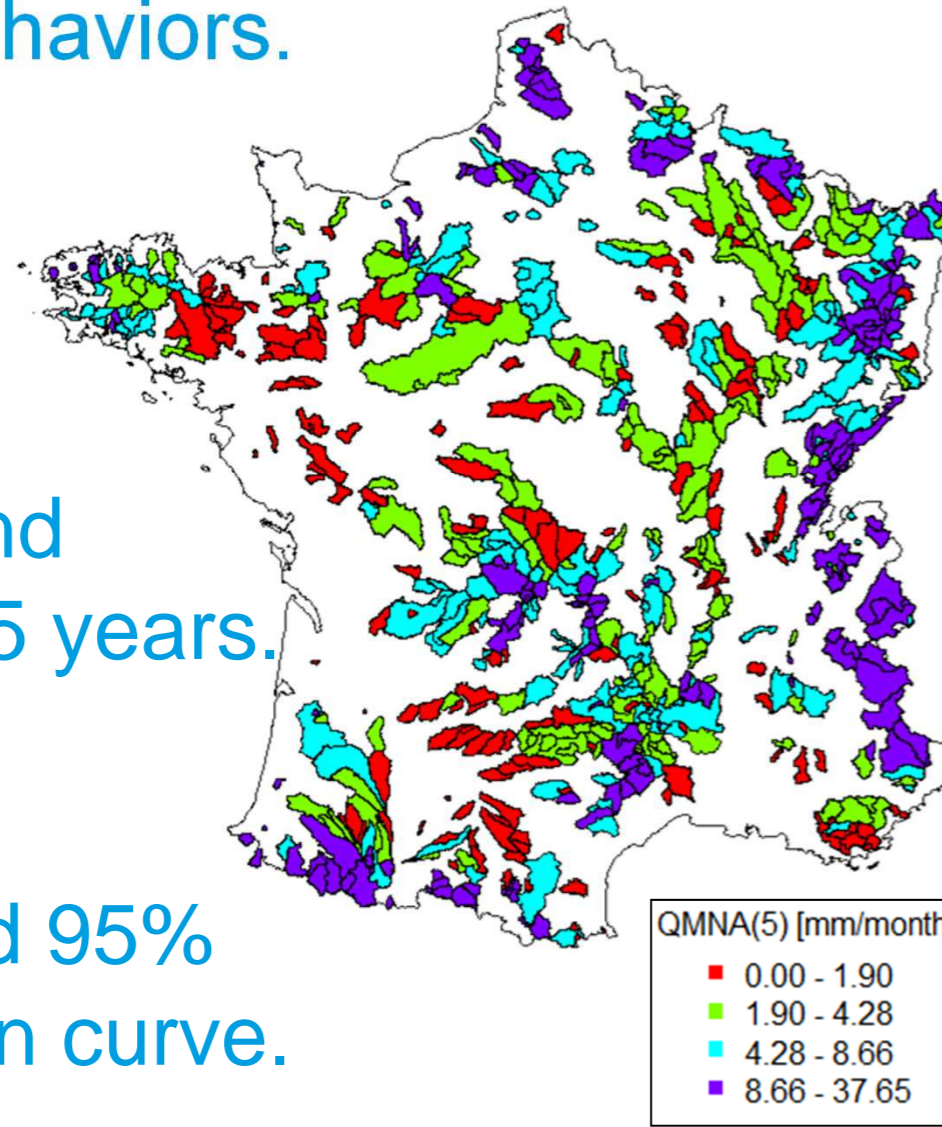 haviors.
nd
5 years.
d 95%
n curve.
QMNA(5) [mm/month
0.00 - 1.90
1.90 - 4.28
4.28 - 8.66
8.66 - 37.65